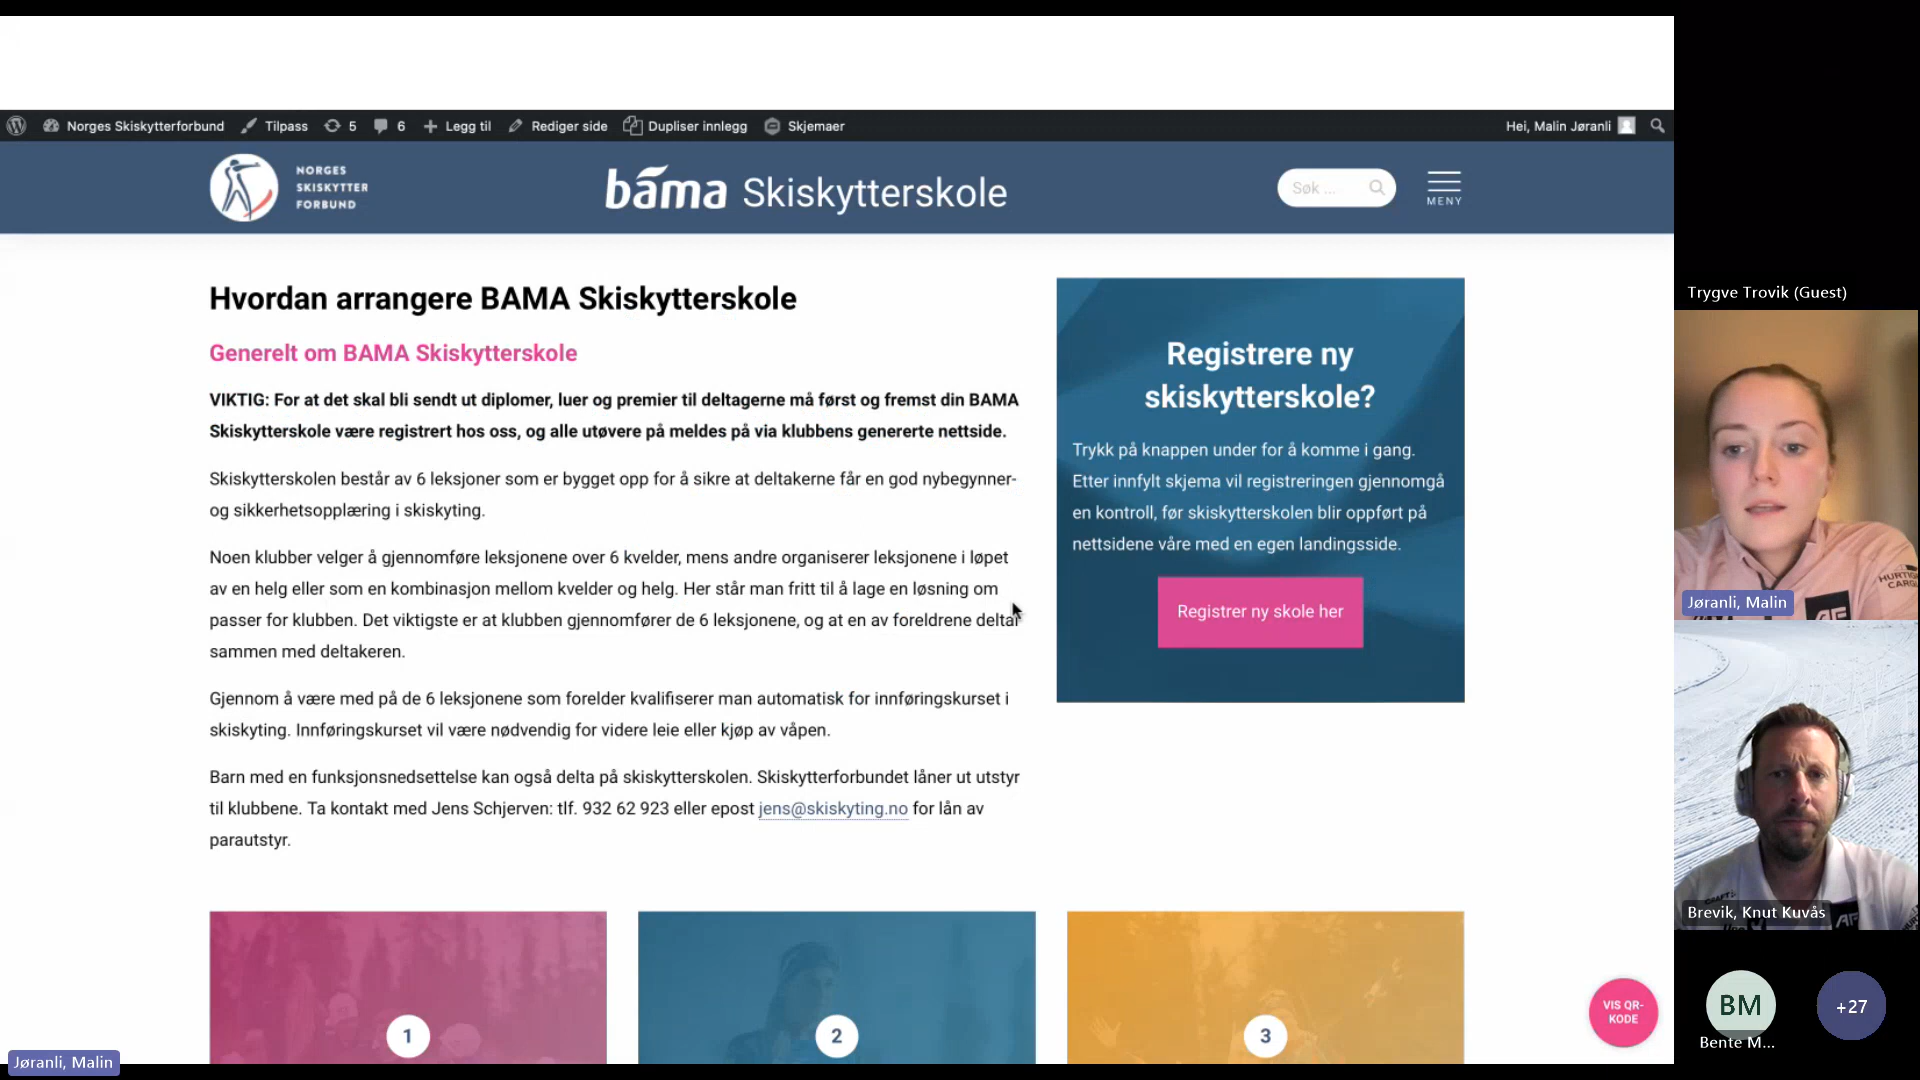 Norges Skiskytterforbund Tilpass 5 6 Legg til Rediger side Dupliser innlegg Skjemaer Hei, Malin Jøranli
NORGES
SKISKYTTER
FORBUND
bama Skiskytterskole
Søk ...
MENY
Hvordan arrangere BAMA Skiskytterskole
Generelt om BAMA Skiskytterskole
VIKTIG: For at det skal bli sendt ut diplomer, luer og premier til deltagerne må først og fremst din BAMA
Skiskytterskole være registrert hos oss, og alle utøvere på meldes på via klubbens genererte nettside.
Skiskytterskolen består av 6 leksjoner som er bygget opp for å sikre at deltakerne får en god nybegynner-
og sikkerhetsopplæring i skiskyting.
Noen klubber velger å gjennomføre leksjonene over 6 kvelder, mens andre organiserer leksjonene i løpet
av en helg eller som en kombinasjon mellom kvelder og helg. Her står man fritt til å lage en løsning om
passer for klubben. Det viktigste er at klubben gjennomfører de 6 leksjonene, og at en av foreldrene deltar
sammen med deltakeren.
Gjennom å være med på de 6 leksjonene som forelder kvalifiserer man automatisk for innføringskurset i
skiskyting. Innføringskurset vil være nødvendig for videre leie eller kjøp av våpen.
Barn med en funksjonsnedsettelse kan også delta på skiskytterskolen. Skiskytterforbundet låner ut utstyr
til klubbene. Ta kontakt med Jens Schjerven: tlf. 932 62 923 eller epost jens@skiskyting.no for lån av
parautstyr.
Registrere ny
skiskytterskole?
Trykk på knappen under for å komme i gang.
Etter innfylt skjema vil registreringen gjennomgå
en kontroll, før skiskytterskolen blir oppført på
nettsidene våre med en egen landingsside.
Registrer ny skole her
1
2
3
VIS QR-
KODE
Jøranli, Malin
Trygve Trovik (Guest)
HURTIG
CARG
AF
Jøranli, Malin
CRAFT
AF
Brevik, Knut Kuvås
BM
Bente M...
+27